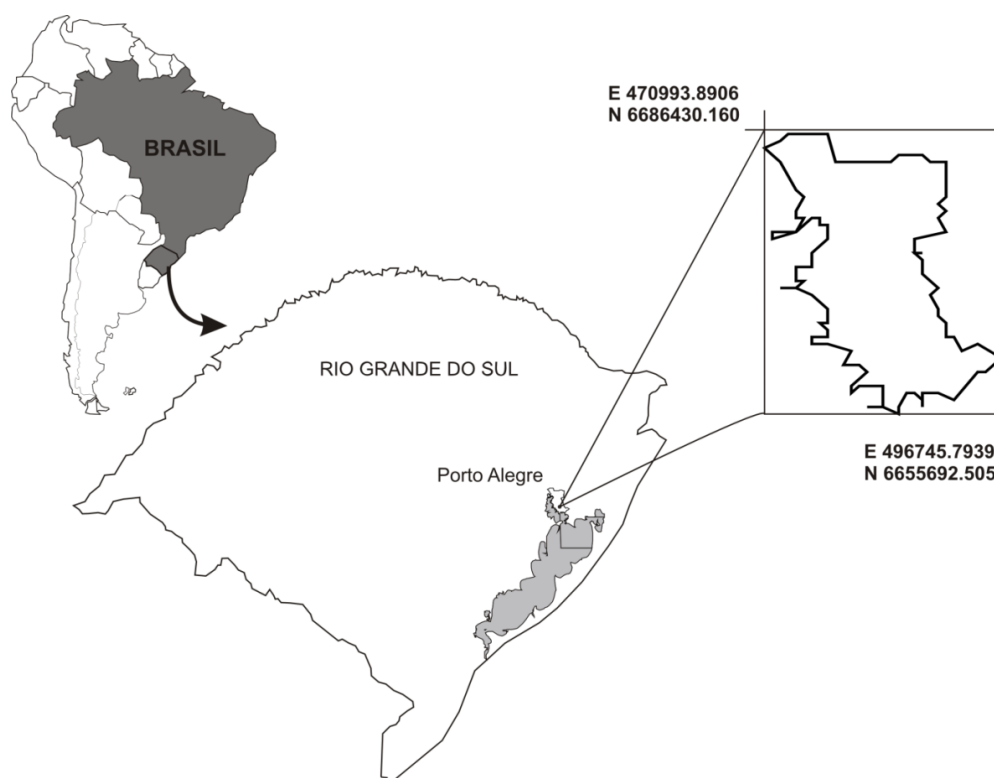 E 470993.8906
N 6686430.160
BRASIL
RIO GRANDE DO SUL
Porto Alegre
E 496745.7939
N 6655692.505